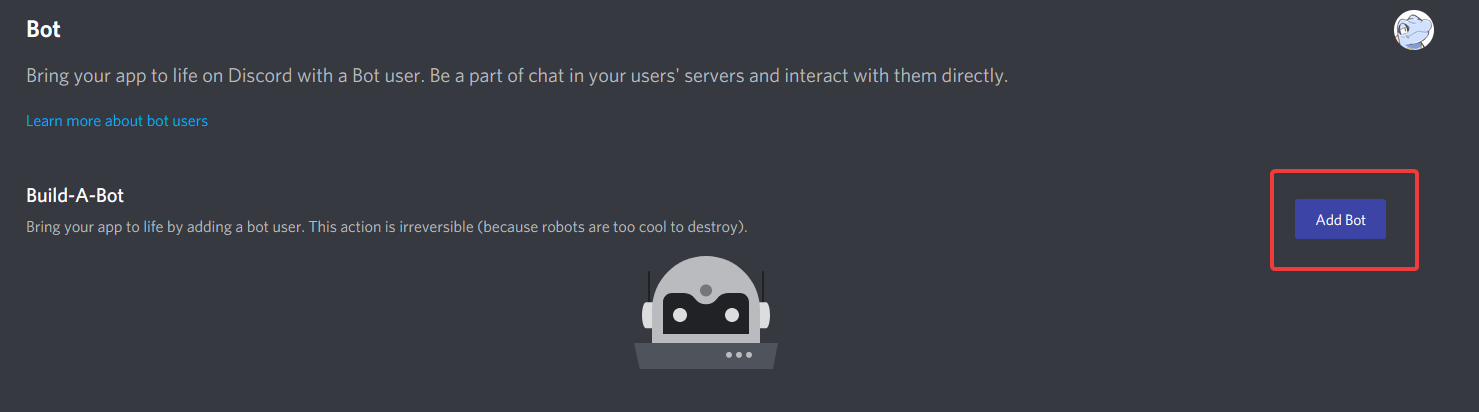 Bot
Bring your app to life on Discord with a Bot user. Be a part of chat in your users' servers and interact with them directly.
Learn more about bot users
Build-A-Bot
Bring your app to life by adding a bot user. This action is irreversible (because robots are too cool to destroy).
Add Bot